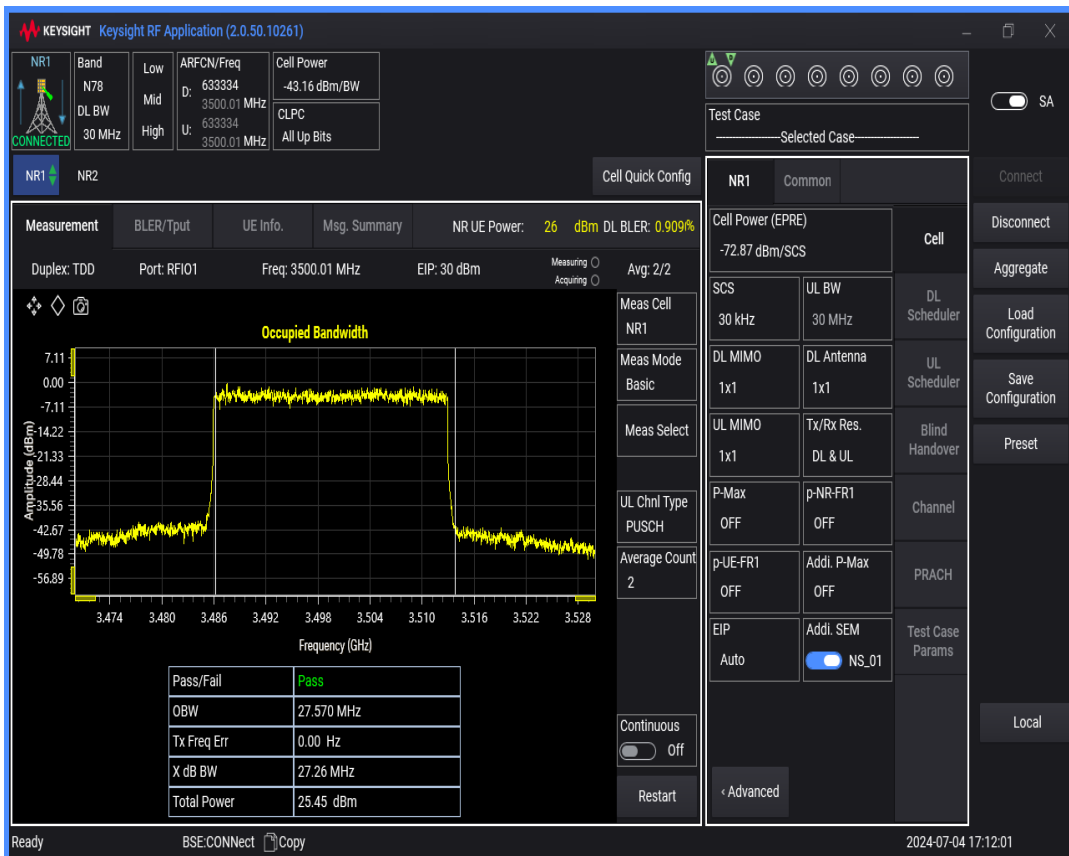 KEYSIGHT Keysight RF Application (2.0.50.10261)
NR1
CONNECTED
Band
N78
DL BW
30 MHz
Low
Mid
High
ARFCN/Freq
D: 633334
3500.01 MHz
U: 633334
3500.01 MHz
Cell Power
-43.16 dBm/BW
CLPC
All Up Bits
Test Case
--------------------Selected Case--------------------
SA
NR1 NR2 Cell Quick Config
Measurement BLER/Tput UE Info. Msg. Summary NR UE Power: 26 dBm DL BLER: 0.909%
Duplex: TDD Port: RFIO1 Freq: 3500.01 MHz EIP: 30 dBm Measuring Avg: 2/2
Acquiring
Occupied Bandwidth
7.11
0.00
-7.11
-14.22
-21.33
-28.44
-35.56
-42.67
-49.78
-56.89
Amplitude (dBm)
3.474 3.480 3.486 3.492 3.498 3.504 3.510 3.516 3.522 3.528
Frequency (GHz)
Pass/Fail Pass
OBW 27.570 MHz
Tx Freq Err 0.00 Hz
X dB BW 27.26 MHz
Total Power 25.45 dBm
Meas Cell
NR1
Meas Mode
Basic
Meas Select
UL Chnl Type
PUSCH
Average Count
2
Continuous
Off
Restart
NR1 Common
Cell Power (EPRE)
-72.87 dBm/SCS
SCS
30 kHz
UL BW
30 MHz
DL MIMO
1x1
DL Antenna
1x1
UL MIMO
1x1
Tx/Rx Res.
DL & UL
P-Max
OFF
p-NR-FR1
OFF
p-UE-FR1
OFF
Addi. P-Max
OFF
EIP
Auto
Addi. SEM
NS_01
‹ Advanced
Cell
DL
Scheduler
UL
Scheduler
Blind
Handover
Channel
PRACH
Test Case
Params
Connect
Disconnect
Aggregate
Load
Configuration
Save
Configuration
Preset
Local
Ready BSE:CONNect Copy 2024-07-04 17:12:01